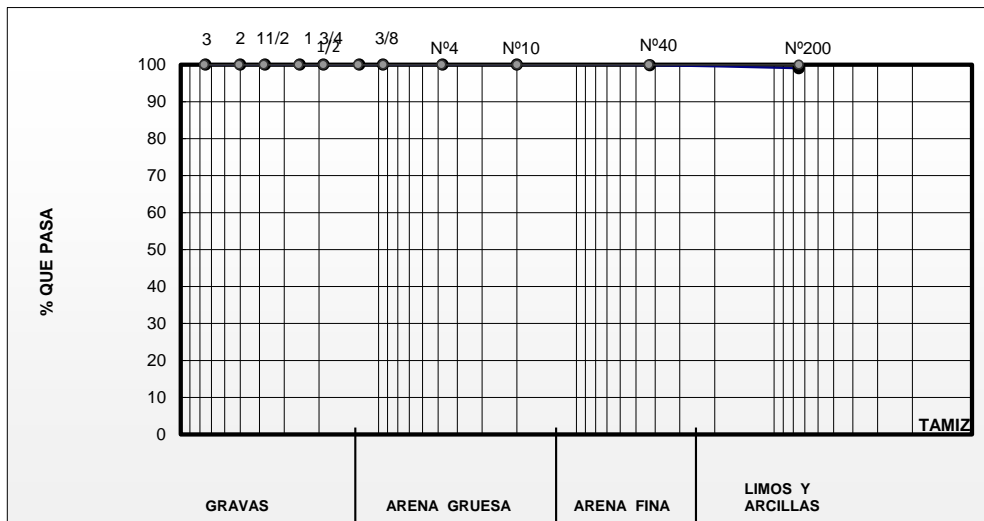 3 2 11/2 1 3/4 3/8 Nº4 Nº10 Nº40 Nº200
1/2
100
90
80
70
60
50
40
30
20
10
0
% QUE PASA
TAMIZ
GRAVAS ARENA GRUESA ARENA FINA LIMOS Y
ARCILLAS